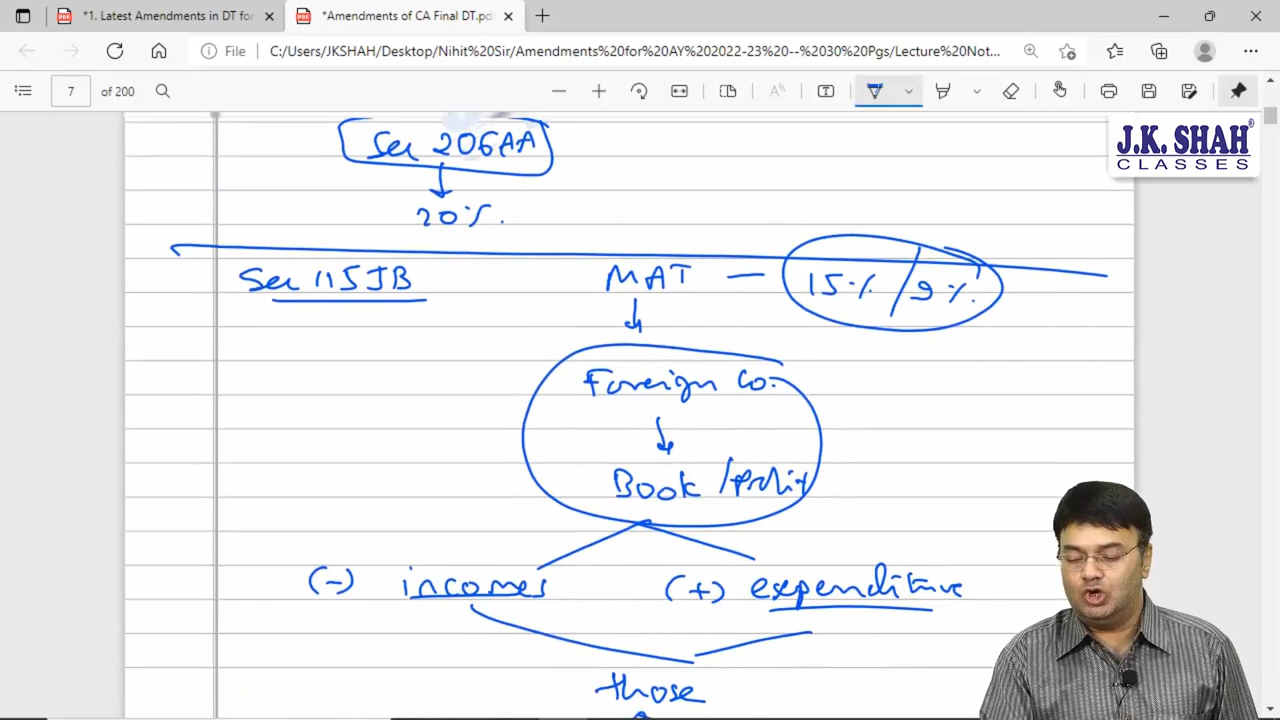 *1. Latest Amendments in DT for
*Amendments of CA Final DT.pdf
File
C:/Users/JKSHAH/Desktop/Nihit%20Sir/Amendments%20for%20AY%202022-23%20--%2030%20Pgs/Lecture%20Not...
7 of 200
J.K. SHAH®
CLASSES
Sec 206AA
20%.
Sec 115JB MAT — 15% / 9%.
Foreign Co.
Book / Profit
(-) incomes (+) expenditure
those